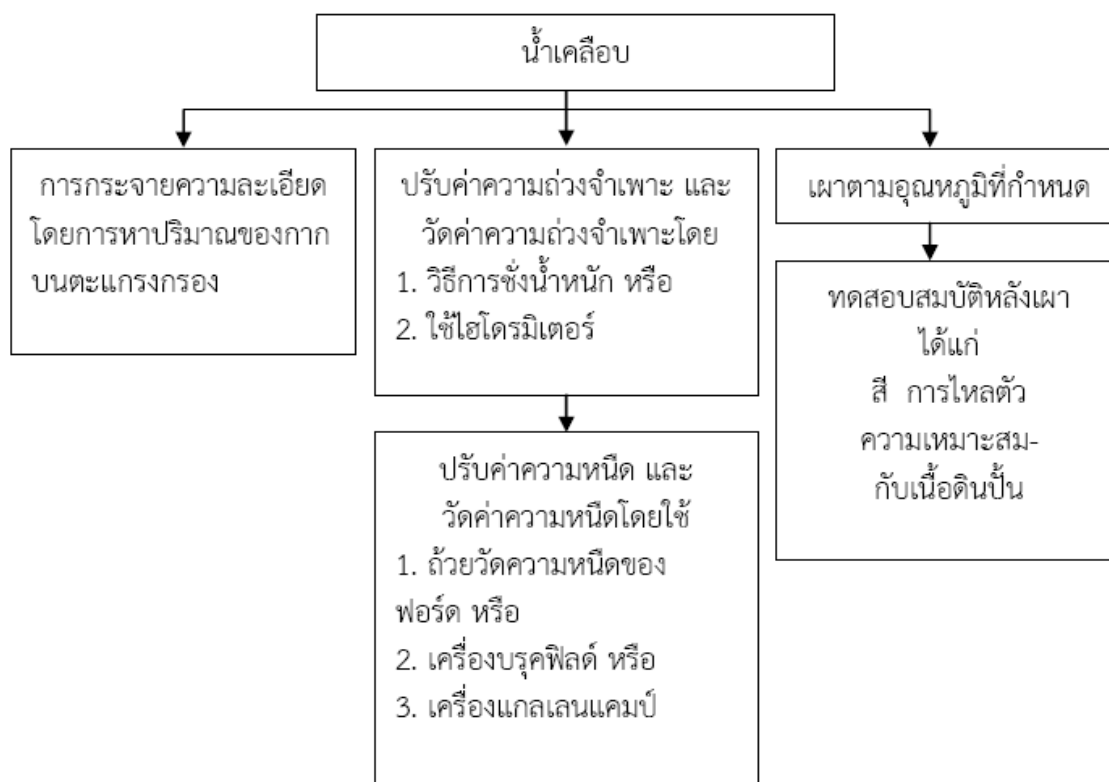 น้ำเคลือบ
การกระจายความละเอียด
โดยการหาปริมาณของกาก
บนตะแกรงกรอง
ปรับค่าความถ่วงจำเพาะ และ
วัดค่าความถ่วงจำเพาะโดย
1. วิธีการชั่งน้ำหนัก หรือ
2. ใช้ไฮโดรมิเตอร์
ปรับค่าความหนืด และ
วัดค่าความหนืดโดยใช้
1. ถ้วยวัดความหนืดของ
ฟอร์ด หรือ
2. เครื่องบรุคฟิลด์ หรือ
3. เครื่องแกลเลนแคมป์
เผาตามอุณหภูมิที่กำหนด
ทดสอบสมบัติหลังเผา
ได้แก่
สี การไหลตัว
ความเหมาะสม-
กับเนื้อดินปั้น